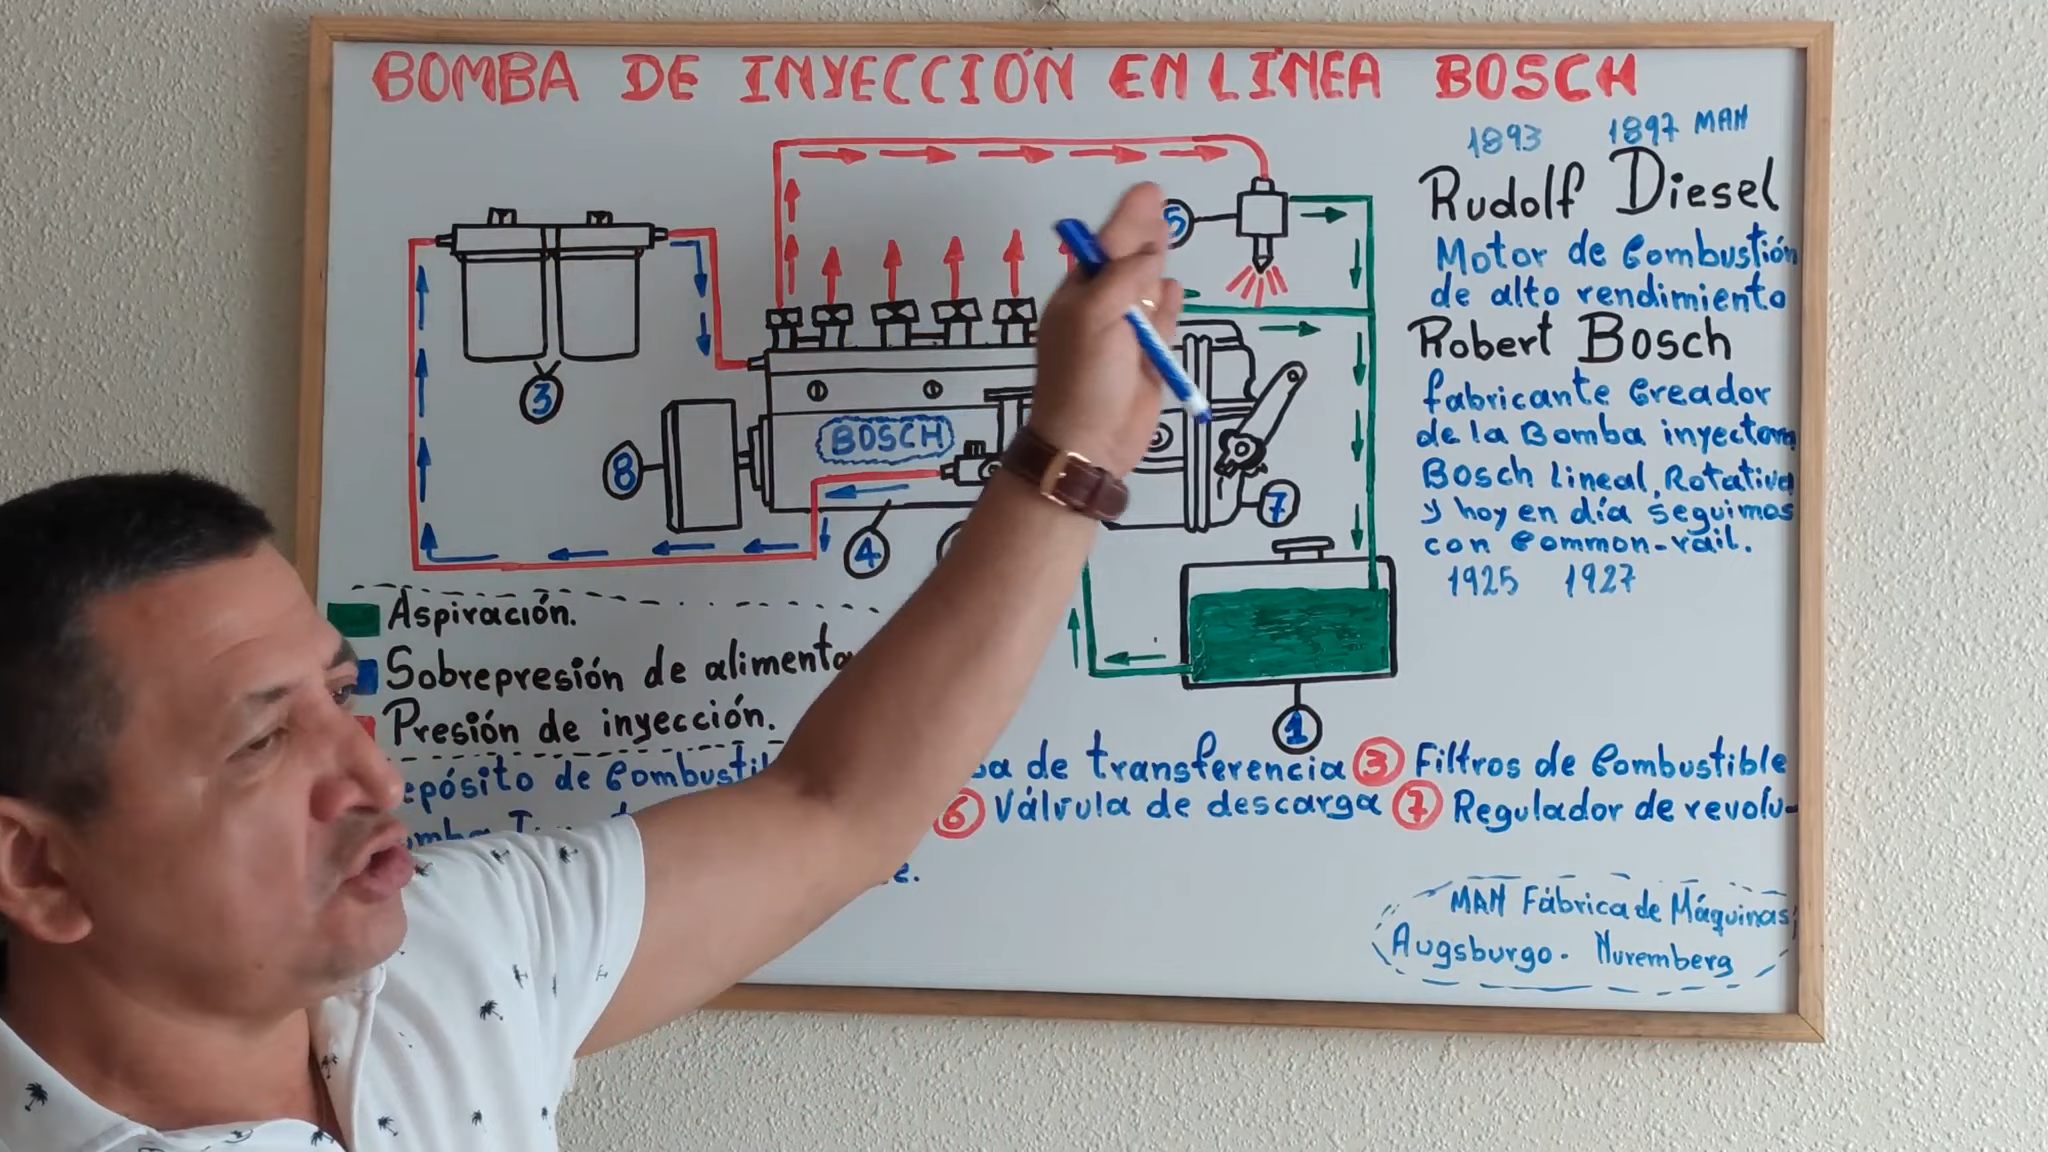 BOMBA DE INYECCIÓN EN LINEA BOSCH
1893 1897 MAN
Rudolf Diesel
Motor de Combustión
de alto rendimiento
Robert Bosch
fabricante Creador
de la Bomba inyectora
Bosch Lineal, Rotativa
y hoy en día seguimos
con Common-rail.
1925 1927
3
5
8
BOSCH
4
7
1
Aspiración.
Sobrepresión de alimenta
Presión de inyección.
de transferencia 3 Filtros de Combustible
epósito de Combustib
6 Válvula de descarga 7 Regulador de revolu-
MAN Fábrica de Máquinas,
Augsburgo. Nuremberg